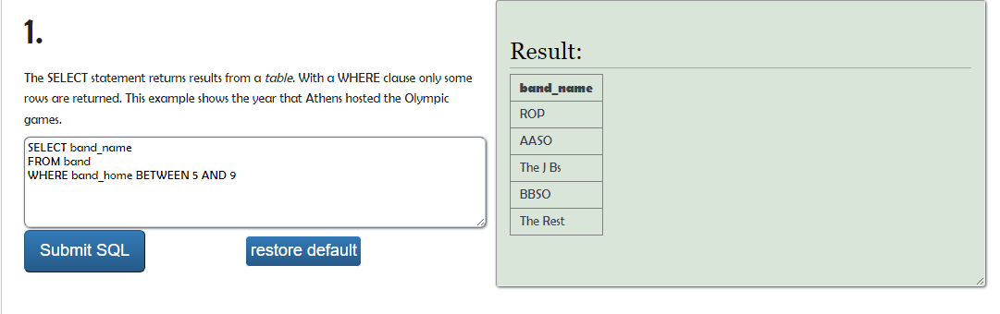 1.
The SELECT statement returns results from a table. With a WHERE clause only some
rows are returned. This example shows the year that Athens hosted the Olympic
games.
SELECT band_name
FROM band
WHERE band_home BETWEEN 5 AND 9
Submit SQL
restore default
Result:
band_name
ROP
AASO
The J Bs
BBSO
The Rest